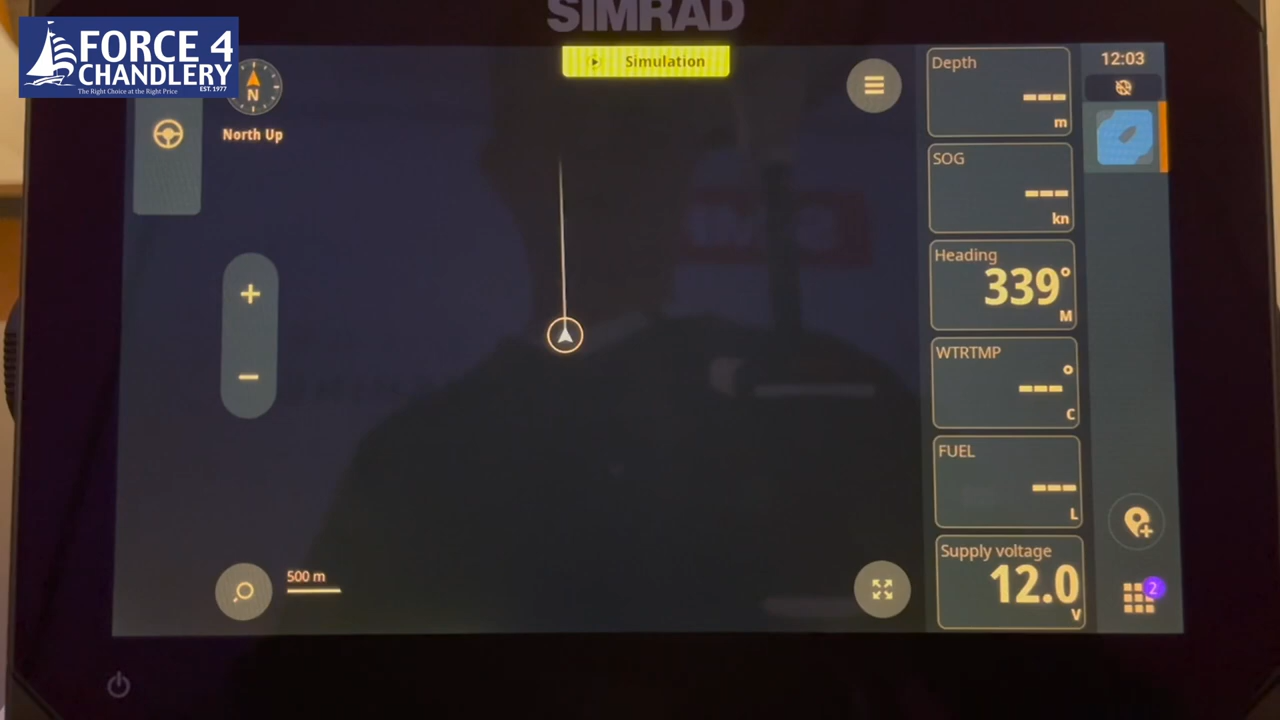 SIMRAD
FORCE 4
CHANDLERY
EST. 1977
The Right Choice at the Right Price
Simulation
N
North Up
500 m
Depth
---
m
SOG
---
kn
Heading
339°
M
WTRTMP
---°
C
FUEL
---
L
Supply voltage
12.0
V
12:03
2